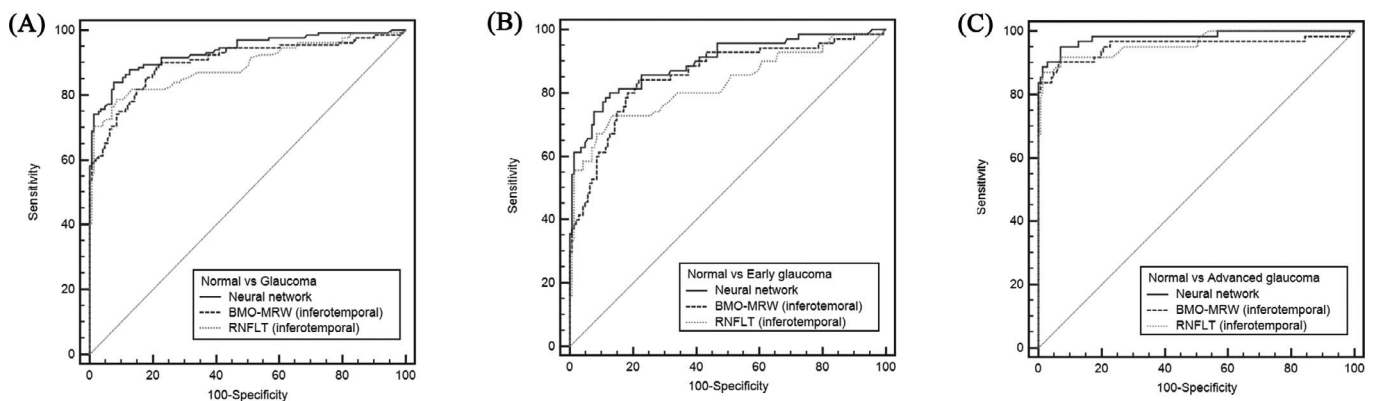 (A)
100
80
60
40
20
0
Sensitivity
0 20 40 60 80 100
100-Specificity
Normal vs Glaucoma
Neural network
BMO-MRW (inferotemporal)
RNFLT (inferotemporal)
(B)
100
80
60
40
20
0
Sensitivity
0 20 40 60 80 100
100-Specificity
Normal vs Early glaucoma
Neural network
BMO-MRW (inferotemoral)
RNFLT (inferotemporal)
(C)
100
80
60
40
20
0
Sensitivity
0 20 40 60 80 100
100-Specificity
Normal vs Advanced glaucoma
Neural network
BMO-MRW (inferotemporal)
RNFLT (inferotemporal)